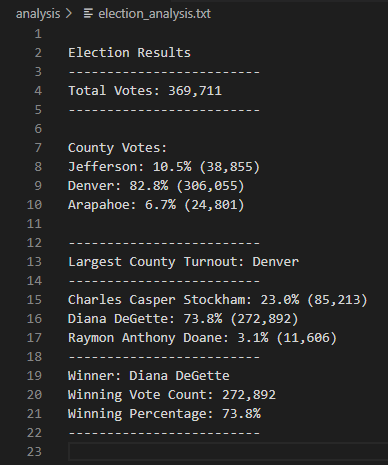 analysis > election_analysis.txt
1
2 Election Results
3 -------------------------
4 Total Votes: 369,711
5 -------------------------
6
7 County Votes:
8 Jefferson: 10.5% (38,855)
9 Denver: 82.8% (306,055)
10 Arapahoe: 6.7% (24,801)
11
12 -------------------------
13 Largest County Turnout: Denver
14 -------------------------
15 Charles Casper Stockham: 23.0% (85,213)
16 Diana DeGette: 73.8% (272,892)
17 Raymon Anthony Doane: 3.1% (11,606)
18 -------------------------
19 Winner: Diana DeGette
20 Winning Vote Count: 272,892
21 Winning Percentage: 73.8%
22 -------------------------
23